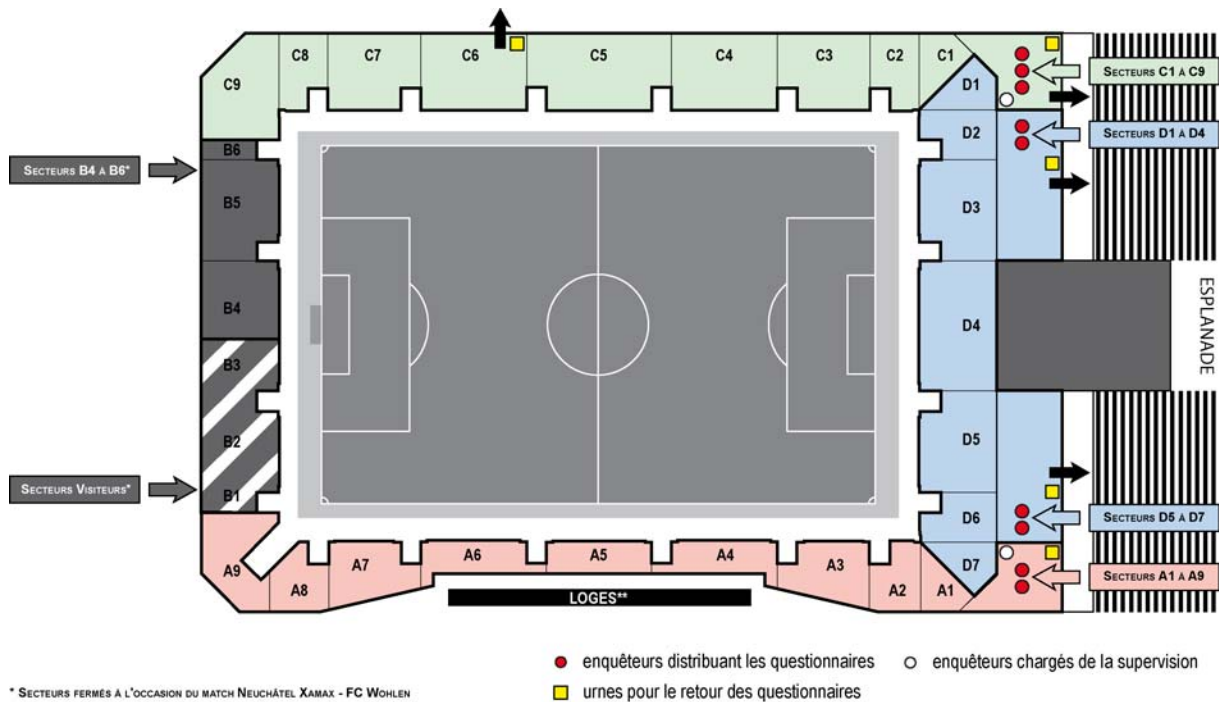 C8
C7
C6
C5
C4
C3
C2
C1
C9
D1
SECTEURS C1 À C9
D2
SECTEURS D1 À D4
B6
SECTEURS B4 À B6*
B5
D3
B4
D4
ESPLANADE
B3
B2
D5
SECTEURS VISITEURS*
B1
D6
SECTEURS D5 À D7
A9
A8
A7
A6
A5
A4
A3
A2
A1
D7
SECTEURS A1 À A9
LOGES**
enquêteurs distribuant les questionnaires
enquêteurs chargés de la supervision
urnes pour le retour des questionnaires
* SECTEURS FERMÉS À L'OCCASION DU MATCH NEUCHÂTEL XAMAX - FC WOHLEN